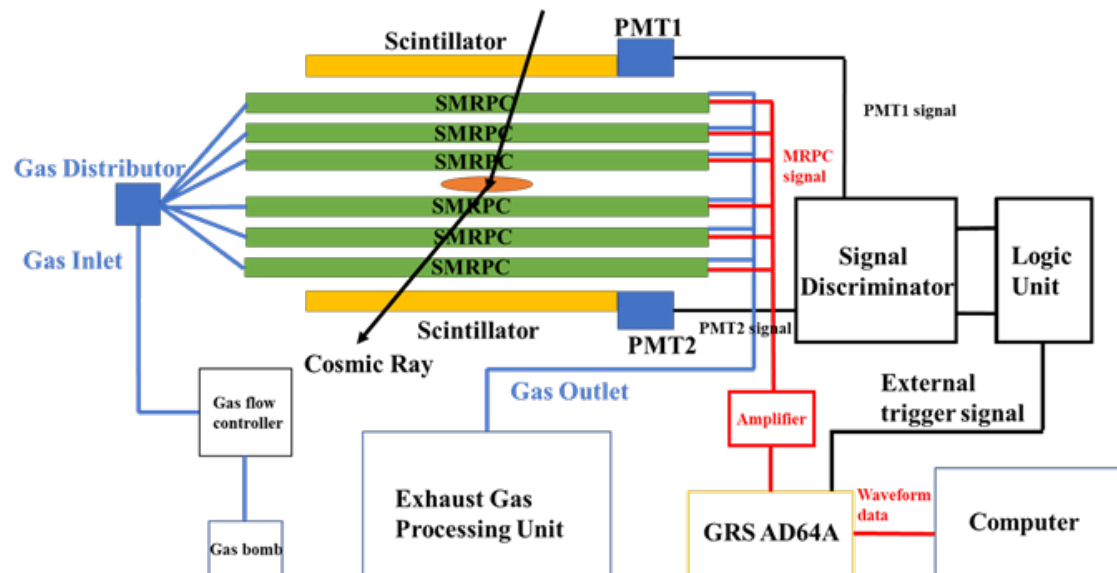 PMT1
Scintillator
SMRPC
SMRPC
SMRPC
PMT1 signal
MRPC
signal
Gas Distributor
SMRPC
SMRPC
SMRPC
Gas Inlet
Signal
Discriminator
Logic
Unit
Scintillator
PMT2 signal
PMT2
Cosmic Ray
Gas Outlet
External
trigger signal
Gas flow
controller
Amplifier
Exhaust Gas
Processing Unit
Waveform
data
GRS AD64A
Computer
Gas bomb